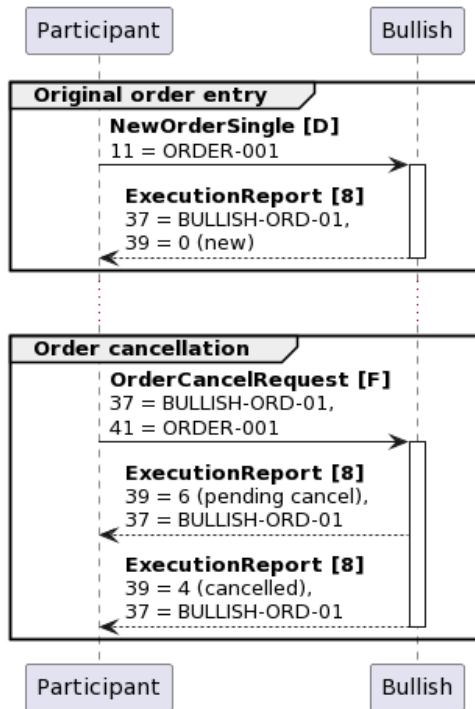 Participant
Bullish
Original order entry
NewOrderSingle [D]
11 = ORDER-001
ExecutionReport [8]
37 = BULLISH-ORD-01,
39 = 0 (new)
Order cancellation
OrderCancelRequest [F]
37 = BULLISH-ORD-01,
41 = ORDER-001
ExecutionReport [8]
39 = 6 (pending cancel),
37 = BULLISH-ORD-01
ExecutionReport [8]
39 = 4 (cancelled),
37 = BULLISH-ORD-01
Participant
Bullish